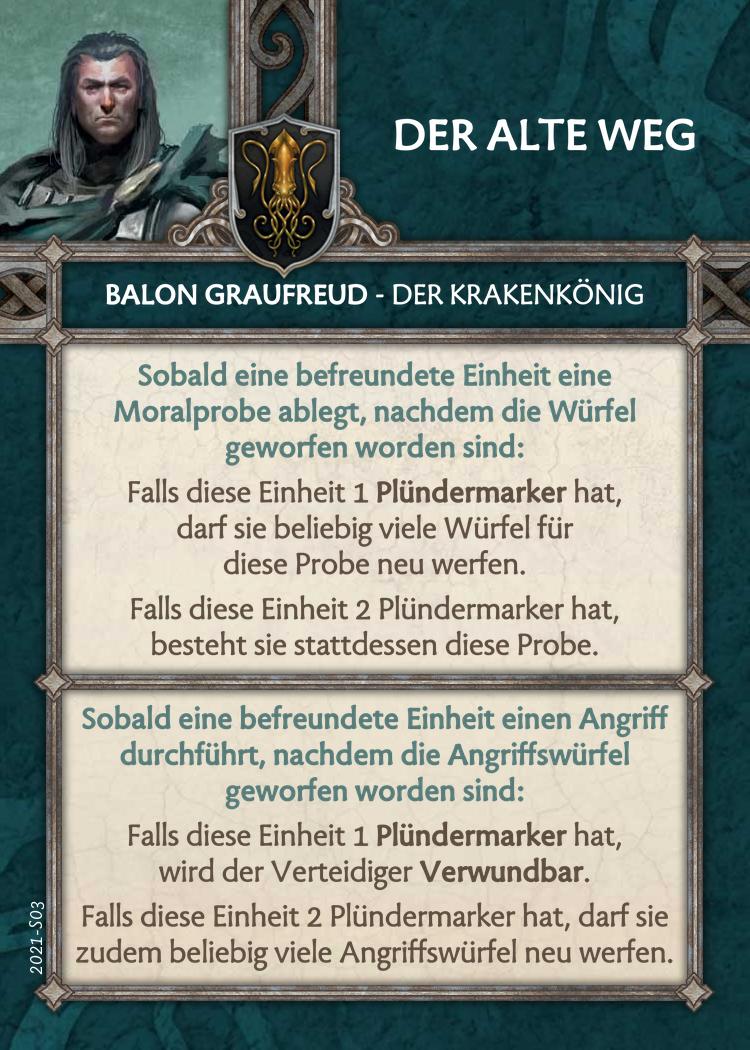 DER ALTE WEG
BALON GRAUFREUD - DER KRAKENKÖNIG
Sobald eine befreundete Einheit eine
Moralprobe ablegt, nachdem die Würfel
geworfen worden sind:
Falls diese Einheit 1 Plündermarker hat,
darf sie beliebig viele Würfel für
diese Probe neu werfen.
Falls diese Einheit 2 Plündermarker hat,
besteht sie stattdessen diese Probe.
Sobald eine befreundete Einheit einen Angriff
durchführt, nachdem die Angriffswürfel
geworfen worden sind:
Falls diese Einheit 1 Plündermarker hat,
wird der Verteidiger Verwundbar.
Falls diese Einheit 2 Plündermarker hat, darf sie
zudem beliebig viele Angriffswürfel neu werfen.
2021-S03